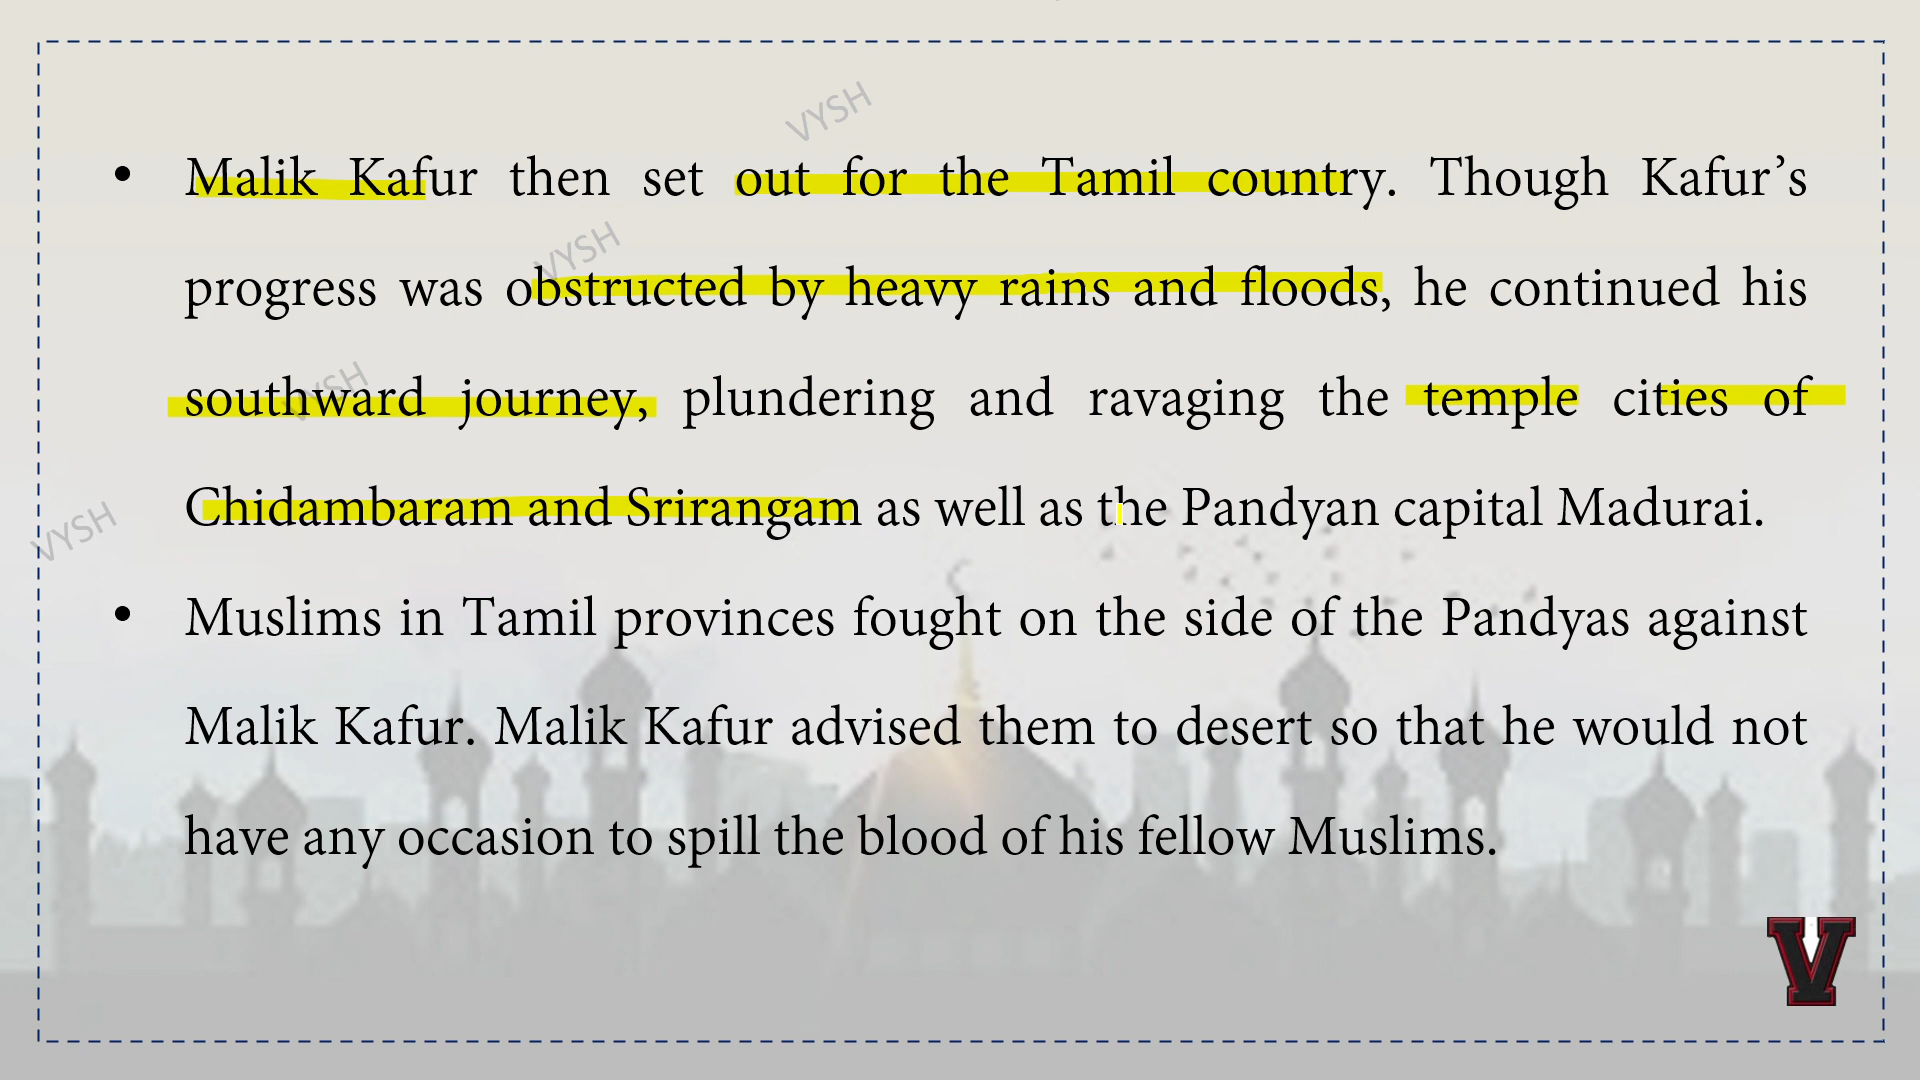 VYSH
• Malik Kafur then set out for the Tamil country. Though Kafur’s
VYSH
progress was obstructed by heavy rains and floods, he continued his
VYSH
southward journey, plundering and ravaging the temple cities of
VYSH
Chidambaram and Srirangam as well as the Pandyan capital Madurai.
• Muslims in Tamil provinces fought on the side of the Pandyas against
Malik Kafur. Malik Kafur advised them to desert so that he would not
have any occasion to spill the blood of his fellow Muslims.
V